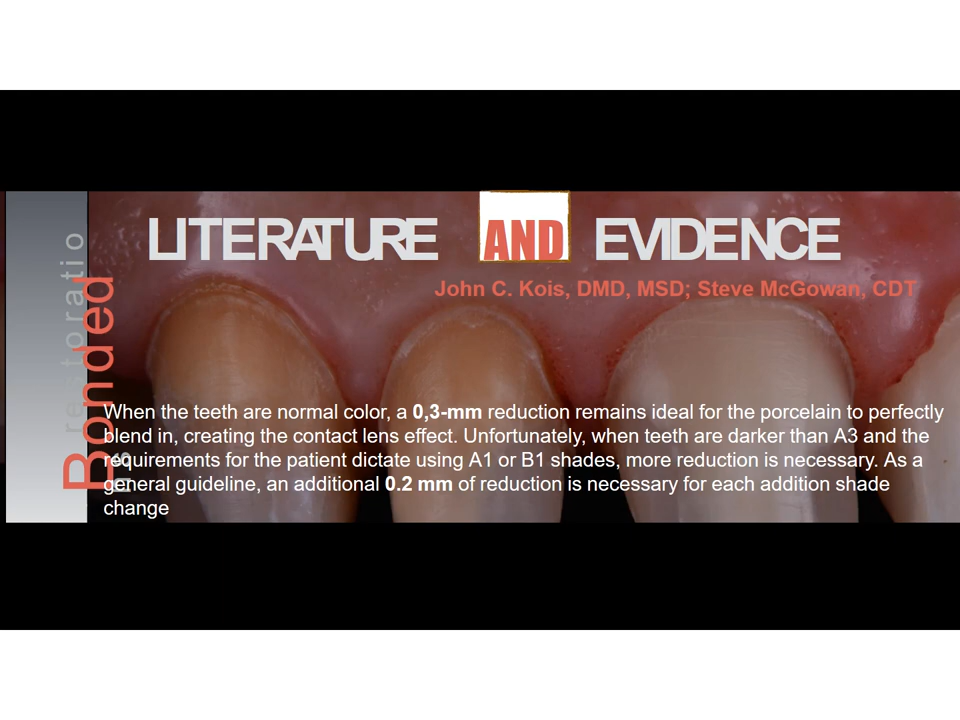 LITERATURE AND EVIDENCE
John C. Kois, DMD, MSD; Steve McGowan, CDT
Bonded
restoratio
ns
When the teeth are normal color, a 0,3-mm reduction remains ideal for the porcelain to perfectly
blend in, creating the contact lens effect. Unfortunately, when teeth are darker than A3 and the
requirements for the patient dictate using A1 or B1 shades, more reduction is necessary. As a
general guideline, an additional 0.2 mm of reduction is necessary for each addition shade
change